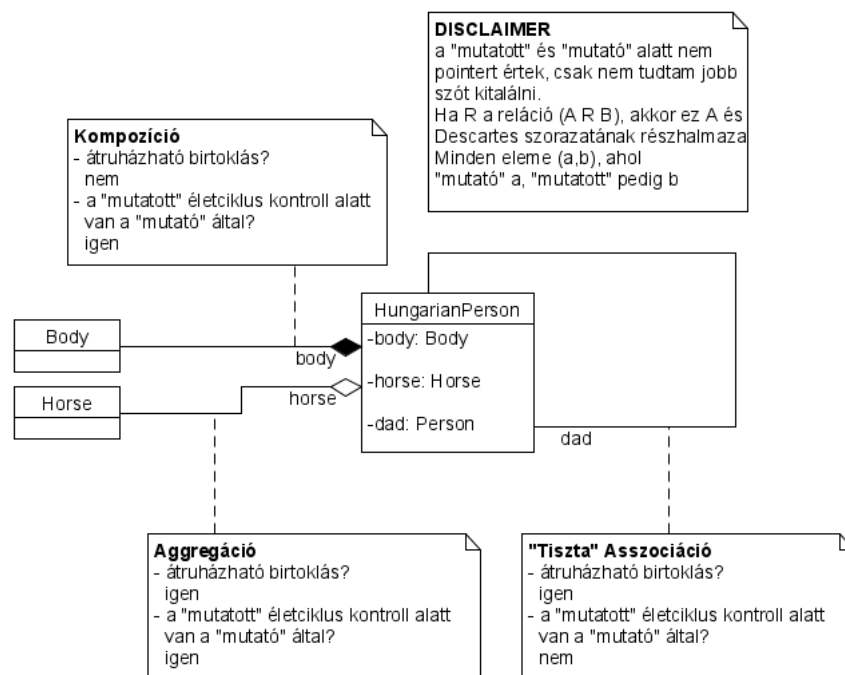 DISCLAIMER
a "mutatott" és "mutató" alatt nem
pointert értek, csak nem tudtam jobb
szót kitalálni.
Ha R a reláció (A R B), akkor ez A és
Descartes szorzatának részhalmaza
Minden eleme (a,b), ahol
"mutató" a, "mutatott" pedig b
Kompozíció
- átruházható birtoklás?
nem
- a "mutatott" életciklus kontroll alatt
van a "mutató" által?
igen
HungarianPerson
-body: Body
-horse: Horse
-dad: Person
Body
body
Horse
horse
dad
Aggregáció
- átruházható birtoklás?
igen
- a "mutatott" életciklus kontroll alatt
van a "mutató" által?
igen
"Tiszta" Asszociáció
- átruházható birtoklás?
igen
- a "mutatott" életciklus kontroll alatt
van a "mutató" által?
nem